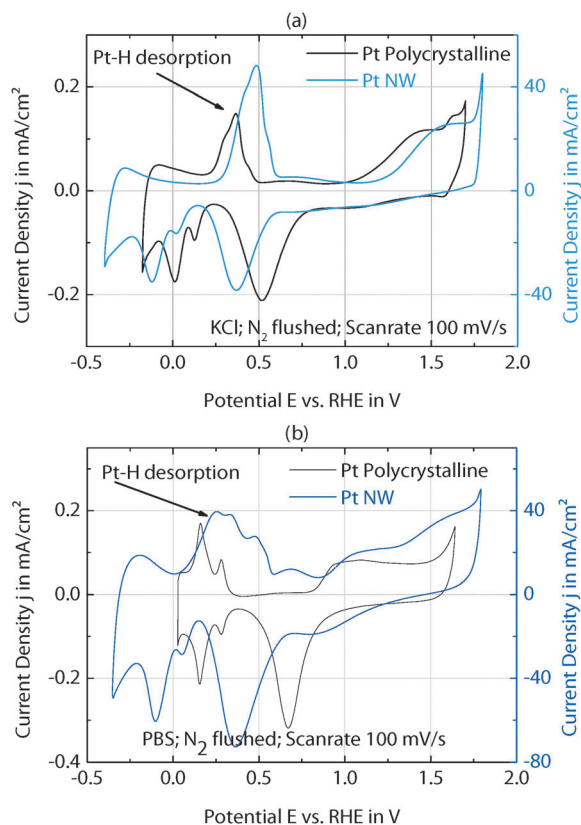 (a)
Pt-H desorption
Pt Polycrystalline
Pt NW
0.2
0.0
-0.2
40
20
0
-20
-40
Current Density j in mA/cm²
Current Density j in mA/cm²
KCl; N₂ flushed; Scanrate 100 mV/s
-0.5 0.0 0.5 1.0 1.5 2.0
Potential E vs. RHE in V
(b)
Pt-H desorption
Pt Polycrystalline
Pt NW
0.4
0.2
0.0
-0.2
-0.4
40
0
-40
-80
Current Density j in mA/cm²
Current Density j in mA/cm²
PBS; N₂ flushed; Scanrate 100 mV/s
-0.5 0.0 0.5 1.0 1.5 2.0
Potential E vs. RHE in V